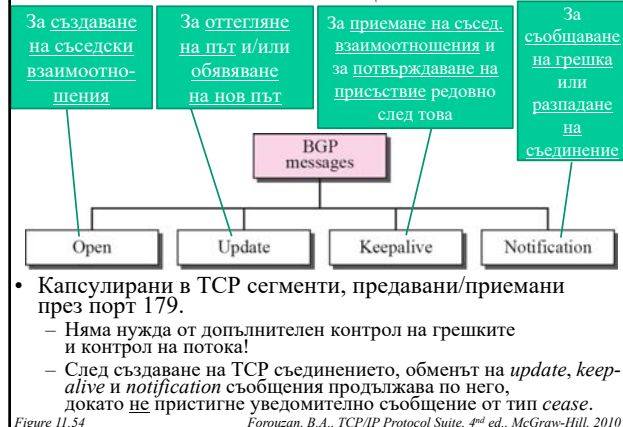 За създаване
на съседски
взаимоотно-
шения
За оттегляне
на път и/или
обявяване
на нов път
За приемане на съсед.
взаимоотношения и
за потвърждаване на
присъствие редовно
след това
За
съобщаване
на грешка
или
разпадане
на
съединение
BGP
messages
Open
Update
Keepalive
Notification
• Капсулирани в TCP сегменти, предавани/приемани
през порт 179.
– Няма нужда от допълнителен контрол на грешките
и контрол на потока!
– След създаване на TCP съединението, обменът на update, keep-
alive и notification съобщения продължава по него,
докато не пристигне уведомително съобщение от тип cease.
Figure 11.54
Forouzan, B.A., TCP/IP Protocol Suite, 4nd ed., McGraw-Hill, 2010